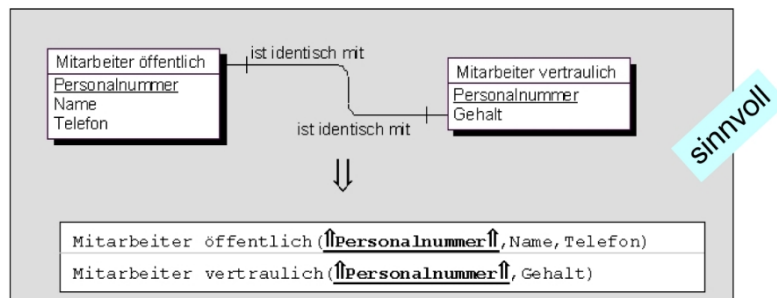 ist identisch mit
Mitarbeiter öffentlich
Personalnummer
Name
Telefon
Mitarbeiter vertraulich
Personalnummer
Gehalt
ist identisch mit
sinnvoll
⇓
Mitarbeiter öffentlich(⇑Personalnummer⇑,Name,Telefon)
Mitarbeiter vertraulich(⇑Personalnummer⇑,Gehalt)